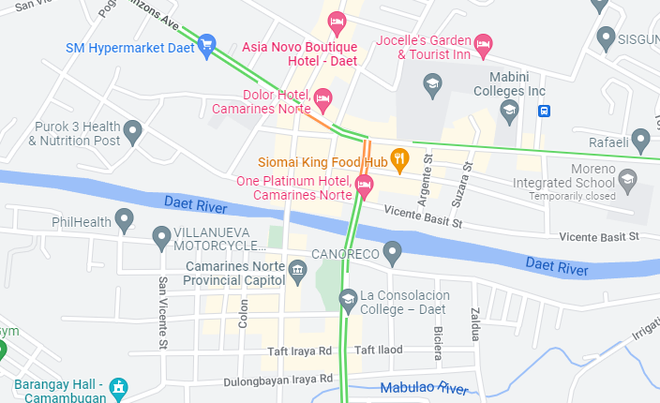 San Vi
Pog
nzons Ave
SM Hypermarket Daet
Asia Novo Boutique
Hotel - Daet
Jocelle's Garden
& Tourist Inn
SISGUN
Mabini
Colleges Inc
Dolor Hotel,
Camarines Norte
Purok 3 Health
& Nutrition Post
Rafaeli
Siomai King Food Hub
One Platinum Hotel,
Camarines Norte
Argente St
Suzara St
Moreno
Integrated School
Temporarily closed
Daet River
Vicente Basit St
Vicente Basit St
PhilHealth
VILLANUEVA
MOTORCYCLE...
CANORECO
Daet River
Camarines Norte
Provincial Capitol
San Vicente St
Colon
La Consolacion
College – Daet
Biciera
Zaldua
Irrigati
Gym
Taft Iraya Rd
Taft Ilaod
Dulongbayan Iraya Rd
Barangay Hall -
Camambugan
Mabulao River